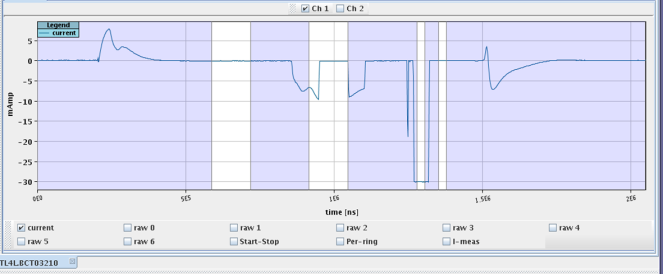 Ch 1 Ch 2
Legend
current
5
0
-5
-10
-15
-20
-25
-30
mAmp
0E0 5E5 1E6 1.5E6 2E6
time [ns]
current raw 0 raw 1 raw 2 raw 3 raw 4
raw 5 raw 6 Start-Stop Per-ring I-meas
TL4L.BCT03210